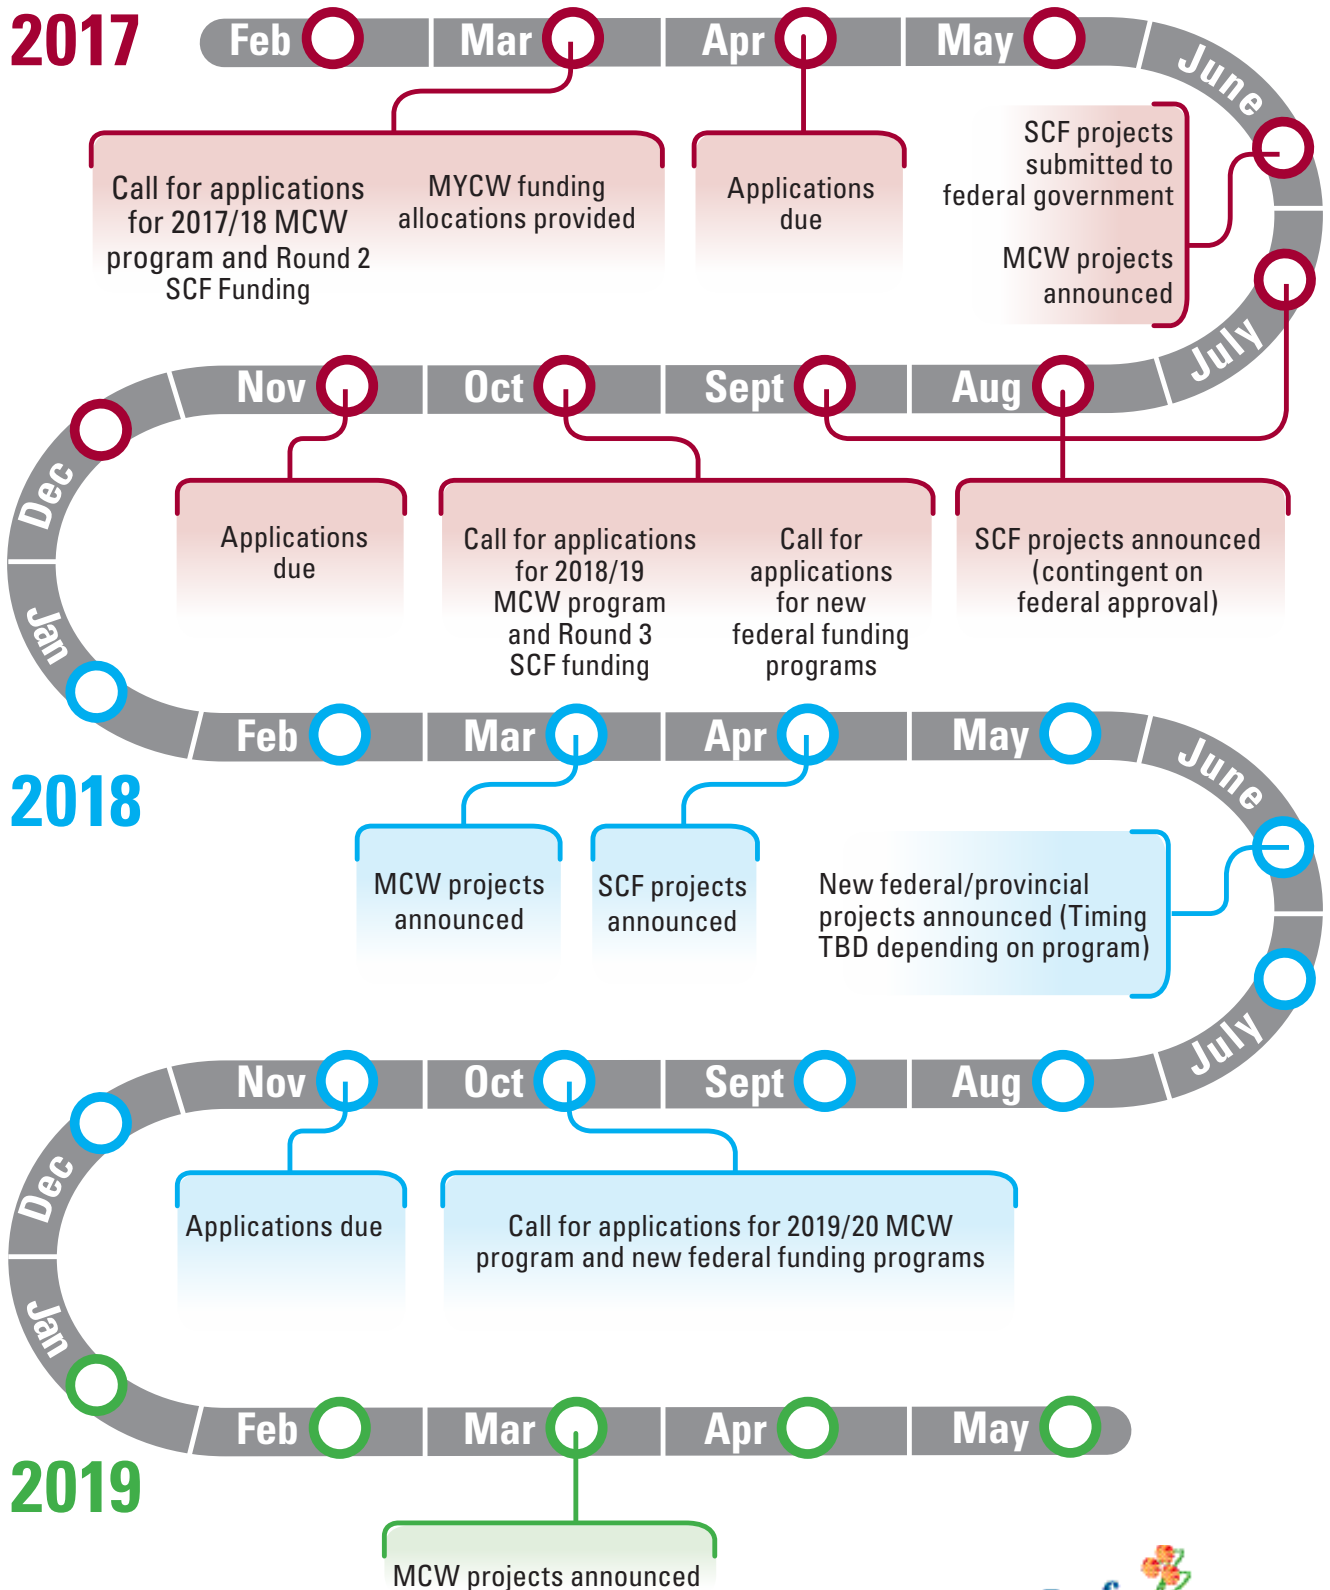 2017
Feb
Mar
Apr
May
June
Call for applications
for 2017/18 MCW
program and Round 2
SCF Funding
MYCW funding
allocations provided
Applications
due
SCF projects
submitted to
federal government
MCW projects
announced
July
Aug
Sept
Oct
Nov
Dec
Applications
due
Call for applications
for 2018/19
MCW program
and Round 3
SCF funding
Call for
applications
for new
federal funding
programs
SCF projects announced
(contingent on
federal approval)
Jan
2018
Feb
Mar
Apr
May
June
MCW projects
announced
SCF projects
announced
New federal/provincial
projects announced (Timing
TBD depending on program)
July
Aug
Sept
Oct
Nov
Dec
Applications due
Call for applications for 2019/20 MCW
program and new federal funding programs
Jan
2019
Feb
Mar
Apr
May
MCW projects announced